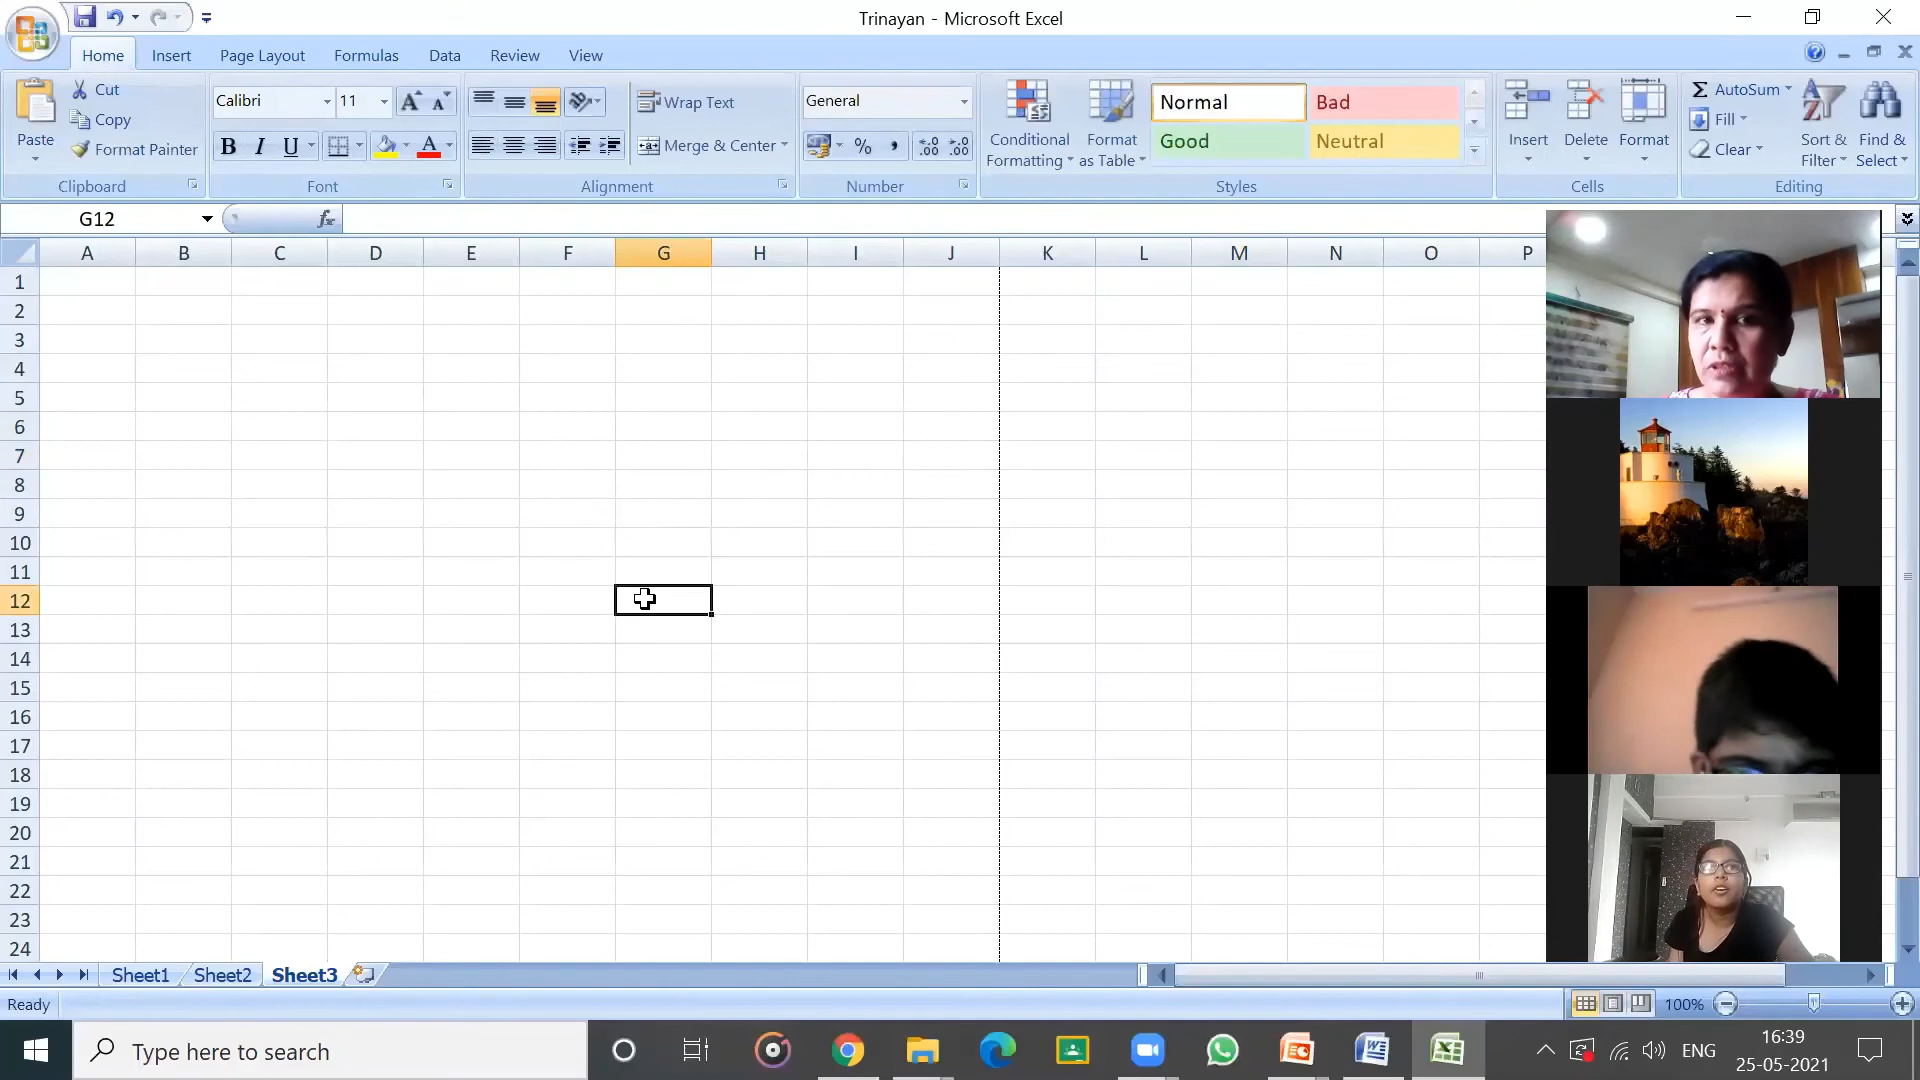 Trinayan - Microsoft Excel
Home Insert Page Layout Formulas Data Review View
Cut Calibri 11 Wrap Text General Normal Bad AutoSum
Copy Fill
Paste Format Painter Merge & Center % , .00 Conditional Formatting Format as Table Good Neutral Insert Delete Format Clear Sort & Filter Find & Select
B I U A
Clipboard Font Alignment Number Styles Cells Editing
G12 fx
A B C D E F G H I J K L M N O P
1
2
3
4
5
6
7
8
9
10
11
12
13
14
15
16
17
18
19
20
21
22
23
24
Sheet1 Sheet2 Sheet3
Ready 100%
Type here to search ENG 16:39
25-05-2021